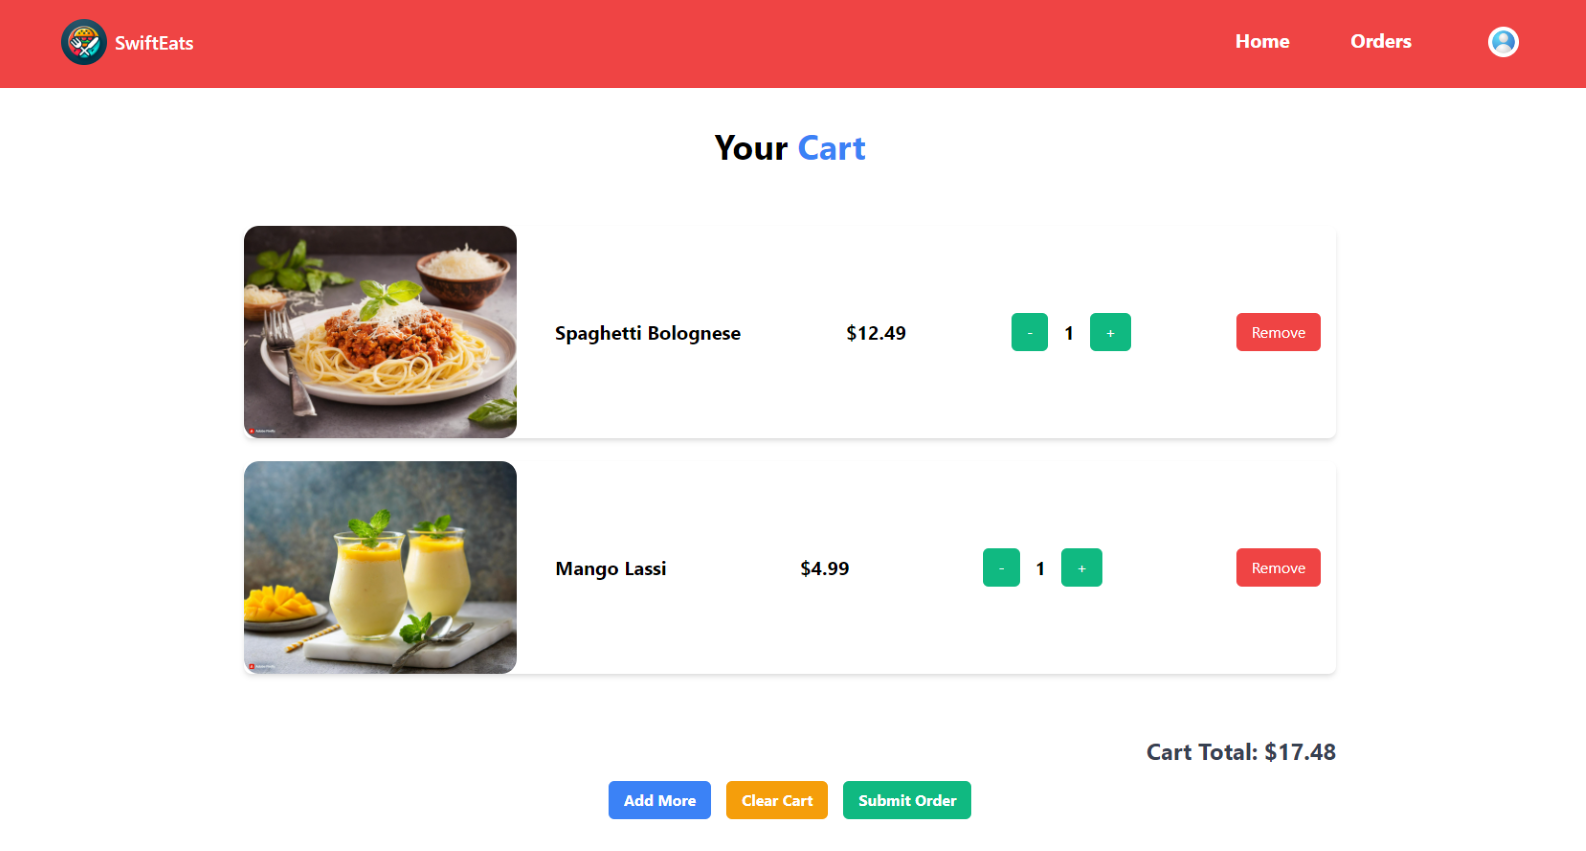 SwiftEats
Home Orders
Your Cart
Spaghetti Bolognese $12.49 - 1 + Remove
Mango Lassi $4.99 - 1 + Remove
Cart Total: $17.48
Add More Clear Cart Submit Order